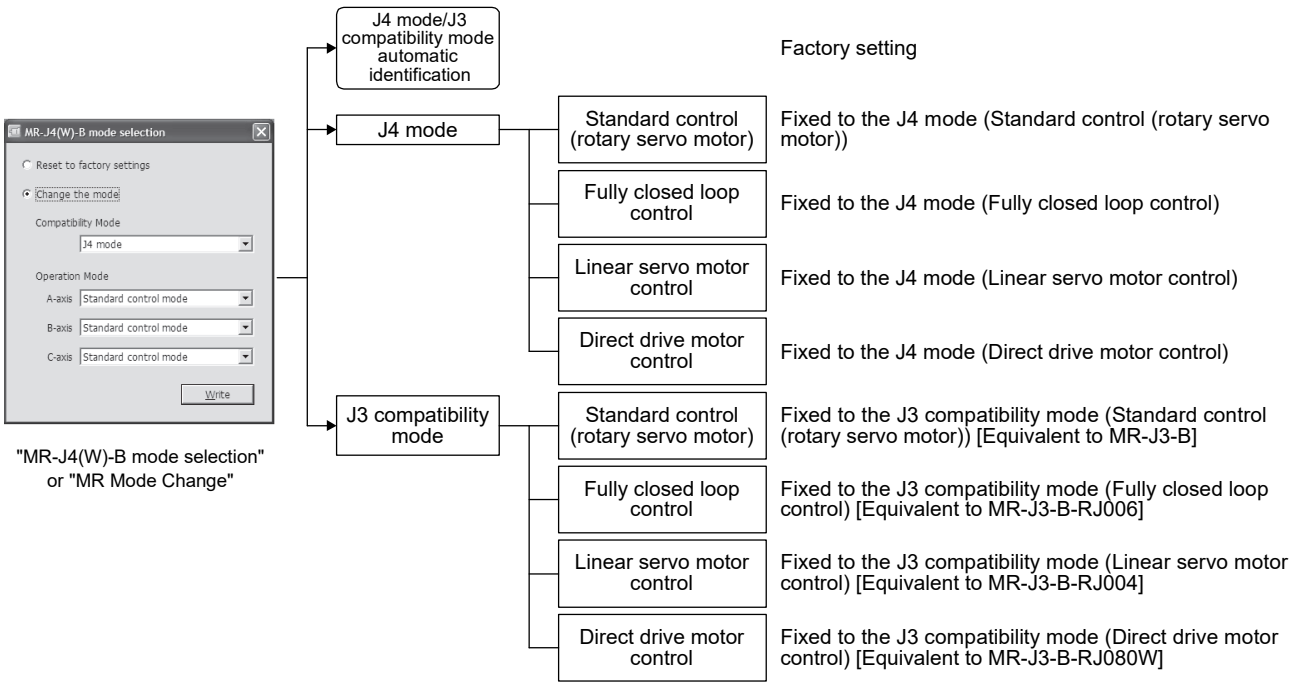 MR-J4(W)-B mode selection
Reset to factory settings
Change the mode
Compatibility Mode
J4 mode
Operation Mode
A-axis Standard control mode
B-axis Standard control mode
C-axis Standard control mode
Write
"MR-J4(W)-B mode selection"
or "MR Mode Change"
J4 mode/J3
compatibility mode
automatic
identification
Factory setting
J4 mode
Standard control
(rotary servo motor)
Fixed to the J4 mode (Standard control (rotary servo
motor))
Fully closed loop
control
Fixed to the J4 mode (Fully closed loop control)
Linear servo motor
control
Fixed to the J4 mode (Linear servo motor control)
Direct drive motor
control
Fixed to the J4 mode (Direct drive motor control)
J3 compatibility
mode
Standard control
(rotary servo motor)
Fixed to the J3 compatibility mode (Standard control
(rotary servo motor)) [Equivalent to MR-J3-B]
Fully closed loop
control
Fixed to the J3 compatibility mode (Fully closed loop
control) [Equivalent to MR-J3-B-RJ006]
Linear servo motor
control
Fixed to the J3 compatibility mode (Linear servo motor
control) [Equivalent to MR-J3-B-RJ004]
Direct drive motor
control
Fixed to the J3 compatibility mode (Direct drive motor
control) [Equivalent to MR-J3-B-RJ080W]